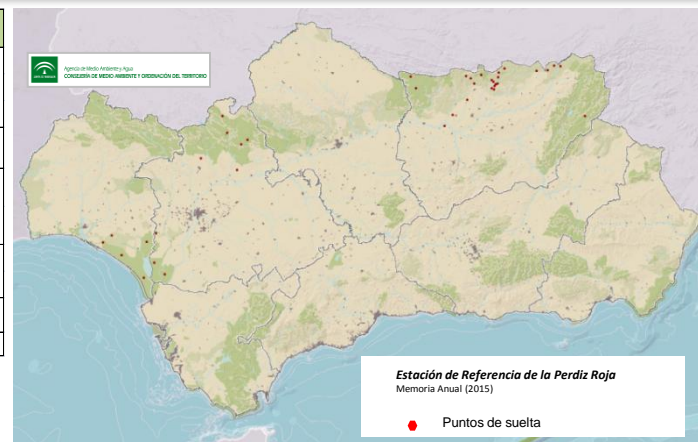 Agencia de Medio Ambiente y Agua
CONSEJERÍA DE MEDIO AMBIENTE Y ORDENACIÓN DEL TERRITORIO
Estación de Referencia de la Perdiz Roja
Memoria Anual (2015)
Puntos de suelta